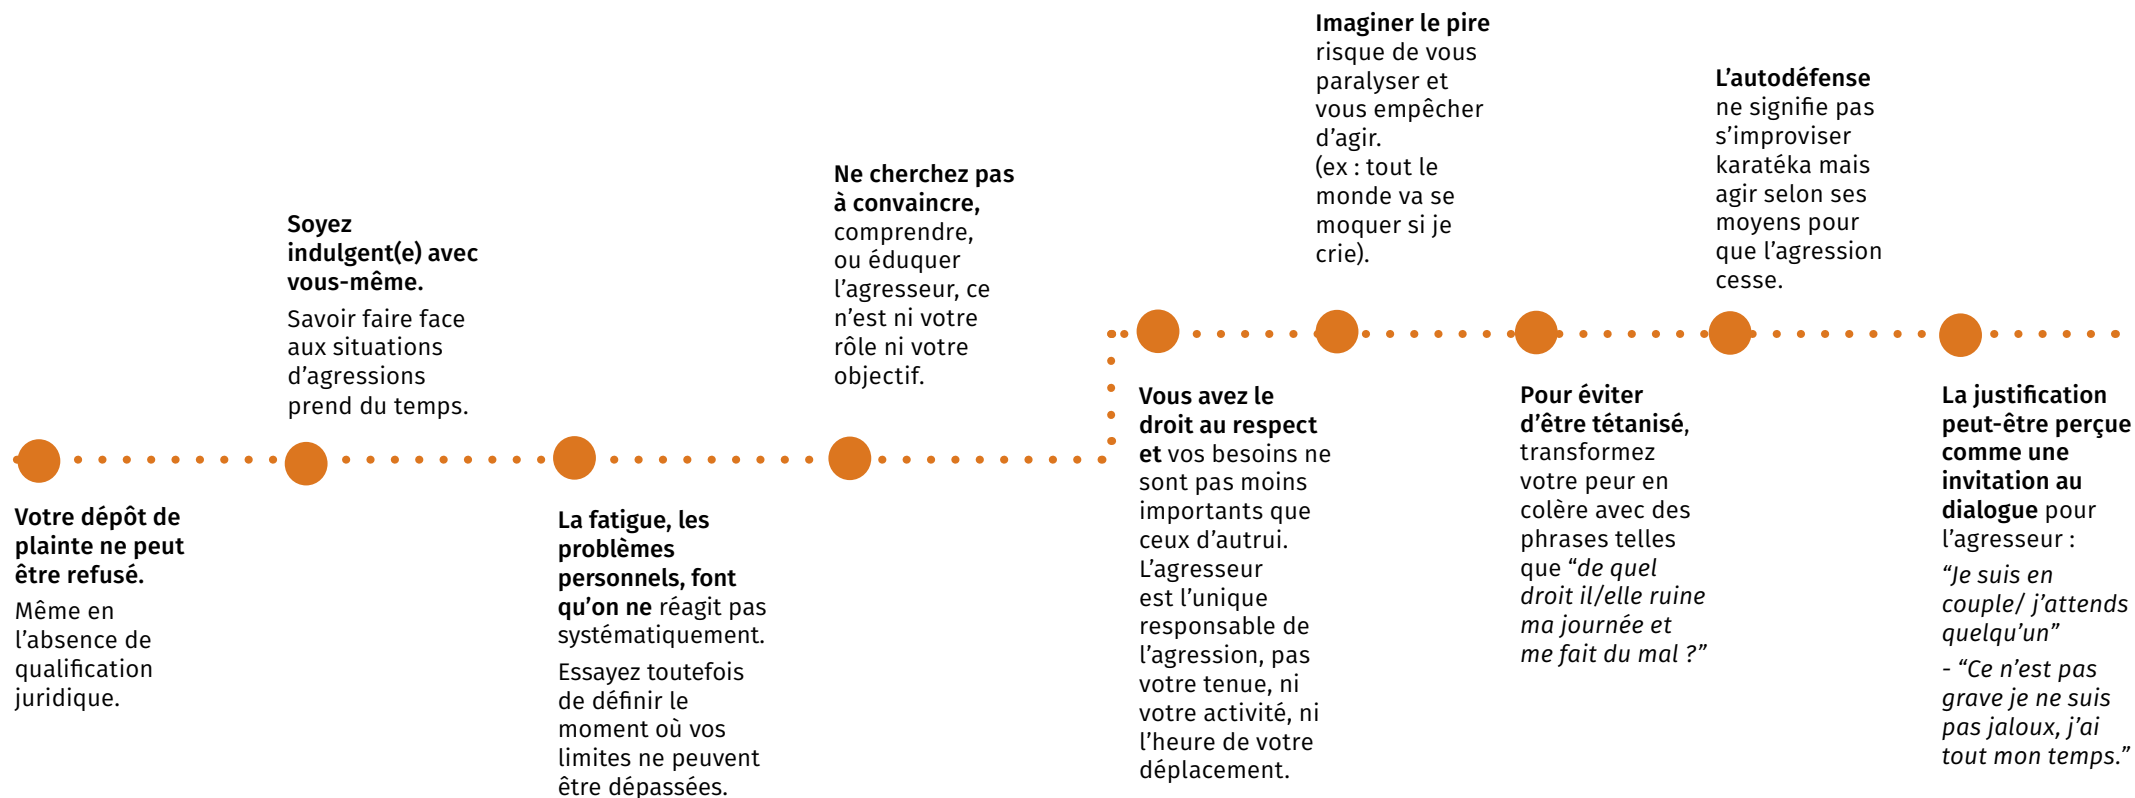 Votre dépôt de
plainte ne peut
être refusé.
Même en
l’absence de
qualification
juridique.
Soyez
indulgent(e) avec
vous-même.
Savoir faire face
aux situations
d’agressions
prend du temps.
La fatigue, les
problèmes
personnels, font
qu’on ne réagit pas
systématiquement.
Essayez toutefois
de définir le
moment où vos
limites ne peuvent
être dépassées.
Ne cherchez pas
à convaincre,
comprendre,
ou éduquer
l’agresseur, ce
n’est ni votre
rôle ni votre
objectif.
Vous avez le
droit au respect
et vos besoins ne
sont pas moins
importants que
ceux d’autrui.
L’agresseur
est l’unique
responsable de
l’agression, pas
votre tenue, ni
votre activité, ni
l’heure de votre
déplacement.
Imaginer le pire
risque de vous
paralyser et
vous empêcher
d’agir.
(ex : tout le
monde va se
moquer si je
crie).
Pour éviter
d’être tétanisé,
transformez
votre peur en
colère avec des
phrases telles
que “de quel
droit il/elle ruine
ma journée et
me fait du mal ?”
L’autodéfense
ne signifie pas
s’improviser
karatéka mais
agir selon ses
moyens pour
que l’agression
cesse.
La justification
peut-être perçue
comme une
invitation au
dialogue pour
l’agresseur :
“Je suis en
couple/ j’attends
quelqu’un”
- “Ce n’est pas
grave je ne suis
pas jaloux, j’ai
tout mon temps.”